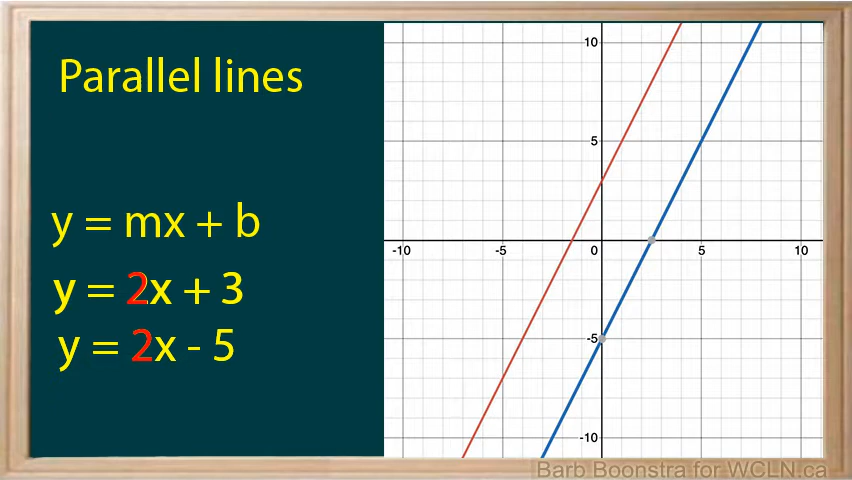 Parallel lines
y = mx + b
y = 2x + 3
y = 2x - 5
10
5
-10 -5 0 5 10
-5
-10
Barb Boonstra for WCLN.ca